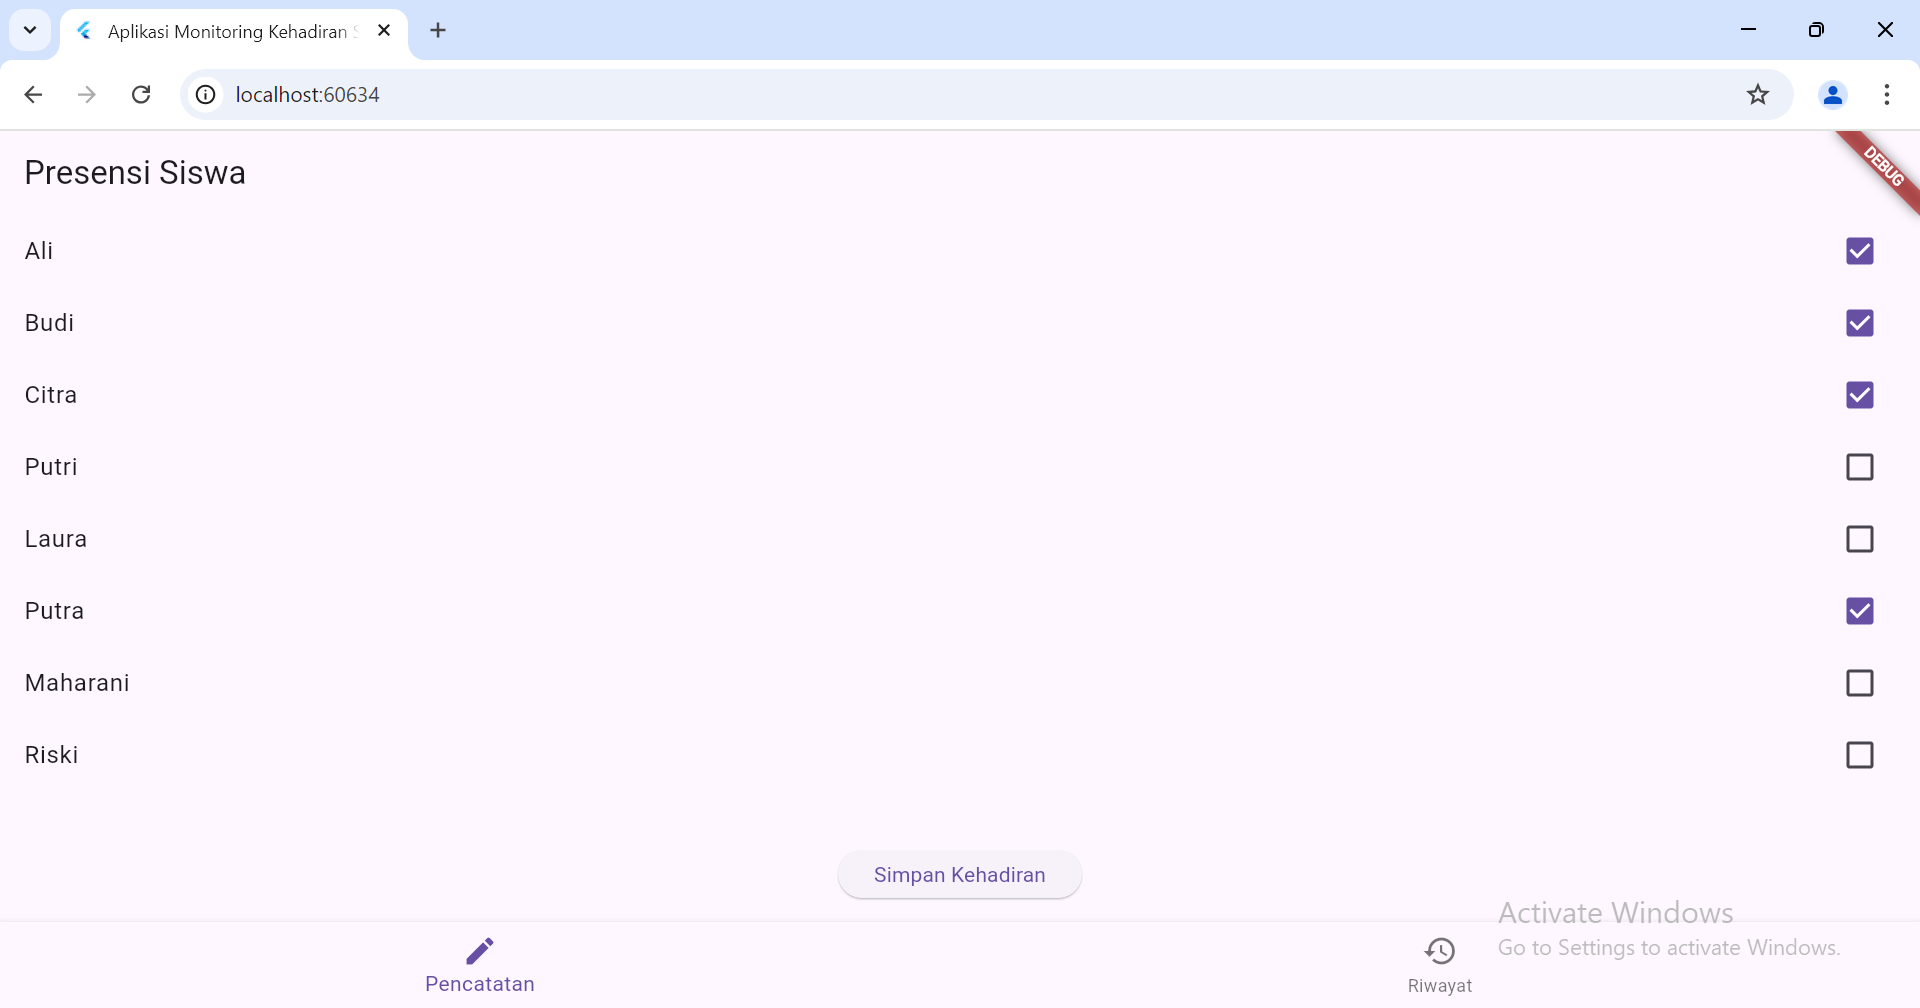 Aplikasi Monitoring Kehadiran S
localhost:60634
DEBUG
Presensi Siswa
Ali
Budi
Citra
Putri
Laura
Putra
Maharani
Riski
Simpan Kehadiran
Activate Windows
Go to Settings to activate Windows.
Pencatatan
Riwayat